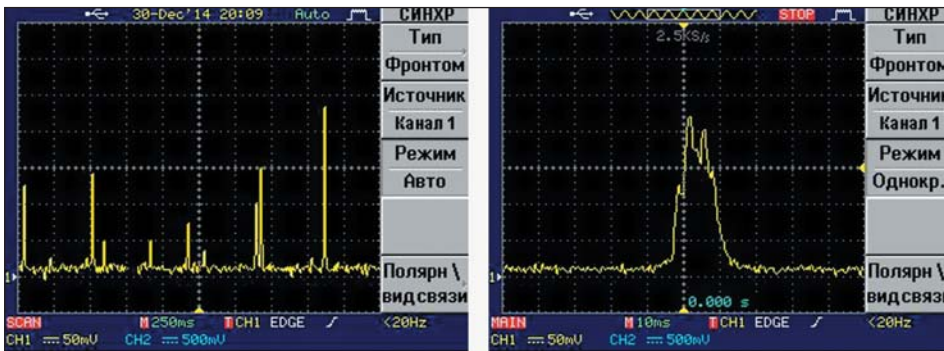 30-Dec'14 20:09 Auto
СИНХР
Тип
Фронтом
Источник
Канал 1
Режим
Авто
Полярн \
вид связи
1
SCAN M 250ms T CH1 EDGE <20Hz
CH1 50mV CH2 500mV
STOP
СИНХР
2.5KS/s
Тип
Фронтом
Источник
Канал 1
Режим
Однокр.
Полярн \
вид связи
1
0.000 s
MAIN M 10ms T CH1 EDGE <20Hz
CH1 50mV CH2 500mV